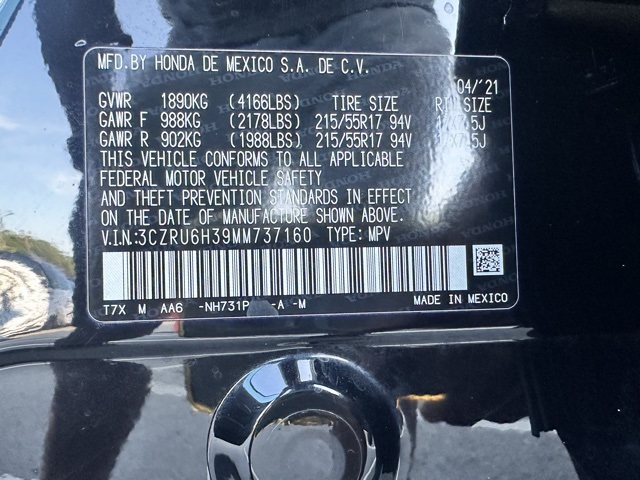 MFD.BY HONDA DE MEXICO S.A. DE C.V.
04/'21
GVWR 1890KG (4166LBS) TIRE SIZE SIZE
GAWR F 988KG (2178LBS) 215/55R17 94V
GAWR R 902KG (1988LBS) 215/55R17 94V
THIS VEHICLE CONFORMS TO ALL APPLICABLE
FEDERAL MOTOR VEHICLE SAFETY
AND THEFT PREVENTION STANDARDS IN EFFECT
ON THE DATE OF MANUFACTURE SHOWN ABOVE.
V.I.N:3CZRU6H39MM737160 TYPE: MPV
T7X M AA6 -NH731P -A -M MADE IN MEXICO